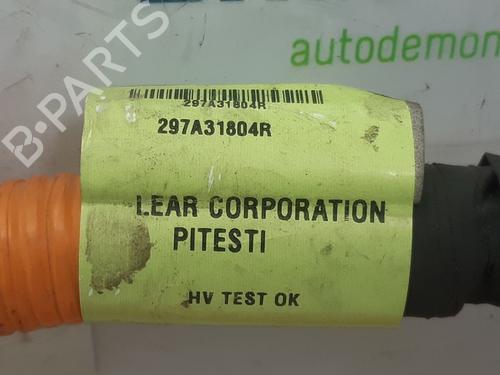 B-PARTS
autodemon
297A31804R
297A31804R
LEAR CORPORATION
PITESTI
HV TEST OK